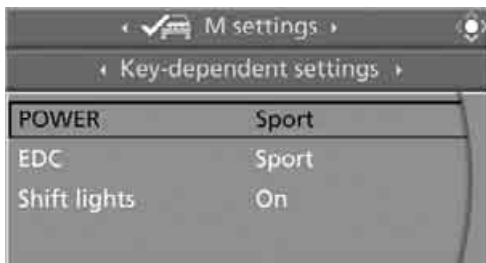 M settings
Key-dependent settings
POWER Sport
EDC Sport
Shift lights On